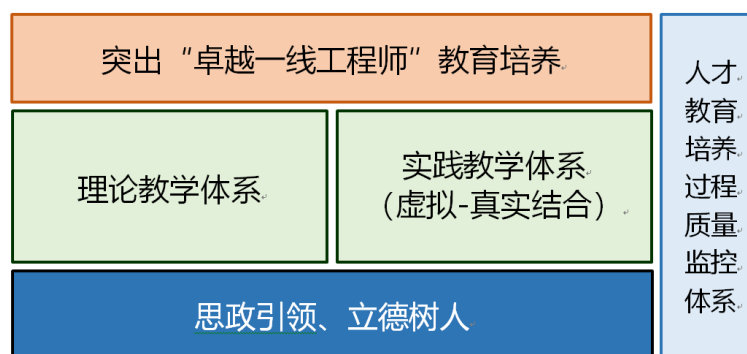 突出“卓越一线工程师”教育培养
理论教学体系
实践教学体系
（虚拟-真实结合）
思政引领、立德树人
人才
教育
培养
过程
质量
监控
体系